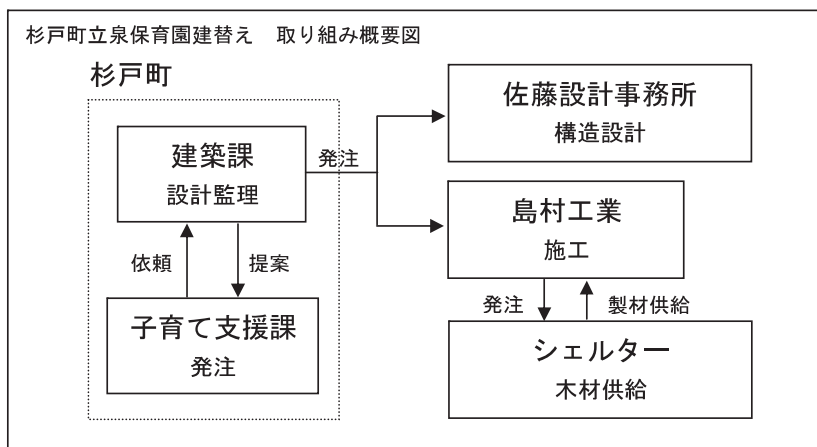 杉戸町立泉保育園建替え　取り組み概要図
杉戸町
建築課
設計監理
依頼
提案
子育て支援課
発注
発注
佐藤設計事務所
構造設計
島村工業
施工
発注
製材供給
シェルター
木材供給